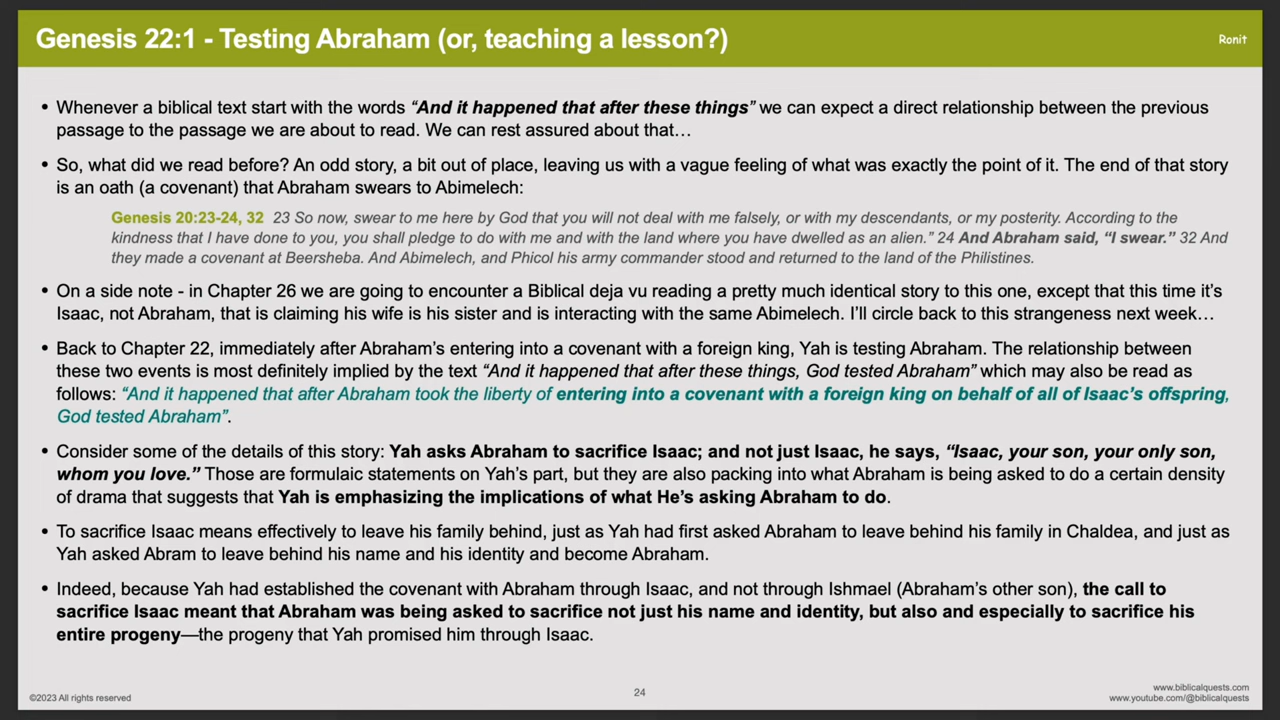 Genesis 22:1 - Testing Abraham (or, teaching a lesson?)
Ronit
• Whenever a biblical text start with the words “And it happened that after these things” we can expect a direct relationship between the previous
passage to the passage we are about to read. We can rest assured about that…
• So, what did we read before? An odd story, a bit out of place, leaving us with a vague feeling of what was exactly the point of it. The end of that story
is an oath (a covenant) that Abraham swears to Abimelech:
Genesis 20:23-24, 32 23 So now, swear to me here by God that you will not deal with me falsely, or with my descendants, or my posterity. According to the
kindness that I have done to you, you shall pledge to do with me and with the land where you have dwelled as an alien.” 24 And Abraham said, “I swear.” 32 And
they made a covenant at Beersheba. And Abimelech, and Phicol his army commander stood and returned to the land of the Philistines.
• On a side note - in Chapter 26 we are going to encounter a Biblical deja vu reading a pretty much identical story to this one, except that this time it’s
Isaac, not Abraham, that is claiming his wife is his sister and is interacting with the same Abimelech. I’ll circle back to this strangeness next week…
• Back to Chapter 22, immediately after Abraham’s entering into a covenant with a foreign king, Yah is testing Abraham. The relationship between
these two events is most definitely implied by the text “And it happened that after these things, God tested Abraham” which may also be read as
follows: “And it happened that after Abraham took the liberty of entering into a covenant with a foreign king on behalf of all of Isaac’s offspring,
God tested Abraham”.
• Consider some of the details of this story: Yah asks Abraham to sacrifice Isaac; and not just Isaac, he says, “Isaac, your son, your only son,
whom you love.” Those are formulaic statements on Yah’s part, but they are also packing into what Abraham is being asked to do a certain density
of drama that suggests that Yah is emphasizing the implications of what He’s asking Abraham to do.
• To sacrifice Isaac means effectively to leave his family behind, just as Yah had first asked Abraham to leave behind his family in Chaldea, and just as
Yah asked Abram to leave behind his name and his identity and become Abraham.
• Indeed, because Yah had established the covenant with Abraham through Isaac, and not through Ishmael (Abraham’s other son), the call to
sacrifice Isaac meant that Abraham was being asked to sacrifice not just his name and identity, but also and especially to sacrifice his
entire progeny—the progeny that Yah promised him through Isaac.
©2023 All rights reserved
24
www.biblicalquests.com
www.youtube.com/@biblicalquests